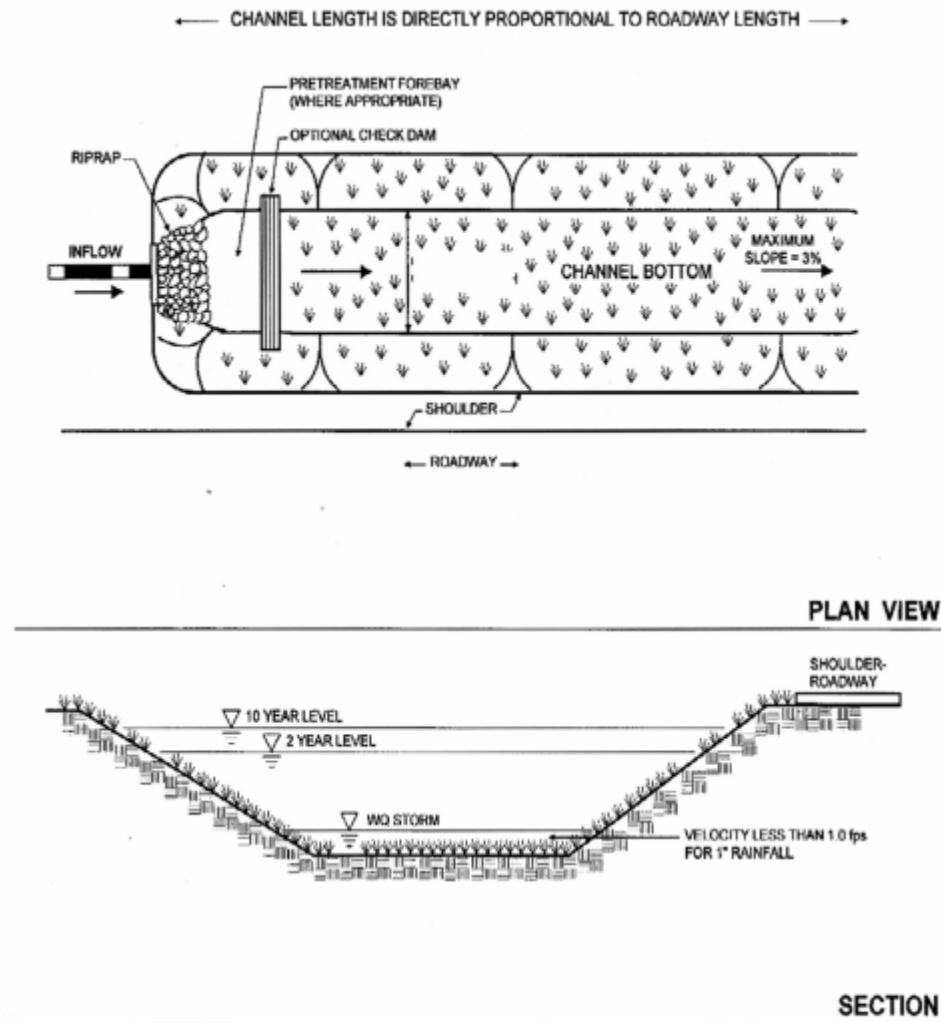 CHANNEL LENGTH IS DIRECTLY PROPORTIONAL TO ROADWAY LENGTH
PRETREATMENT FOREBAY
(WHERE APPROPRIATE)
OPTIONAL CHECK DAM
RIPRAP
INFLOW
CHANNEL BOTTOM
MAXIMUM
SLOPE = 3%
SHOULDER
ROADWAY
PLAN VIEW
SHOULDER-
ROADWAY
10 YEAR LEVEL
2 YEAR LEVEL
WQ STORM
VELOCITY LESS THAN 1.0 fps
FOR 1" RAINFALL
SECTION